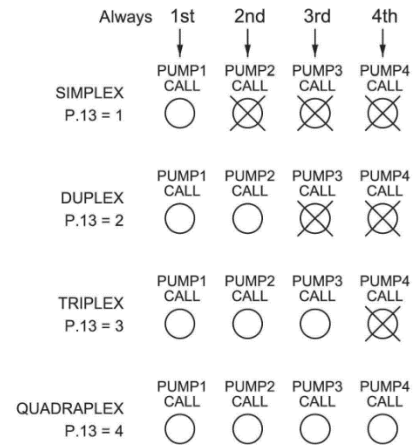 Always 1st 2nd 3rd 4th
PUMP1 PUMP2 PUMP3 PUMP4
SIMPLEX CALL CALL CALL CALL
P.13 = 1
PUMP1 PUMP2 PUMP3 PUMP4
DUPLEX CALL CALL CALL CALL
P.13 = 2
PUMP1 PUMP2 PUMP3 PUMP4
TRIPLEX CALL CALL CALL CALL
P.13 = 3
PUMP1 PUMP2 PUMP3 PUMP4
QUADRAPLEX CALL CALL CALL CALL
P.13 = 4